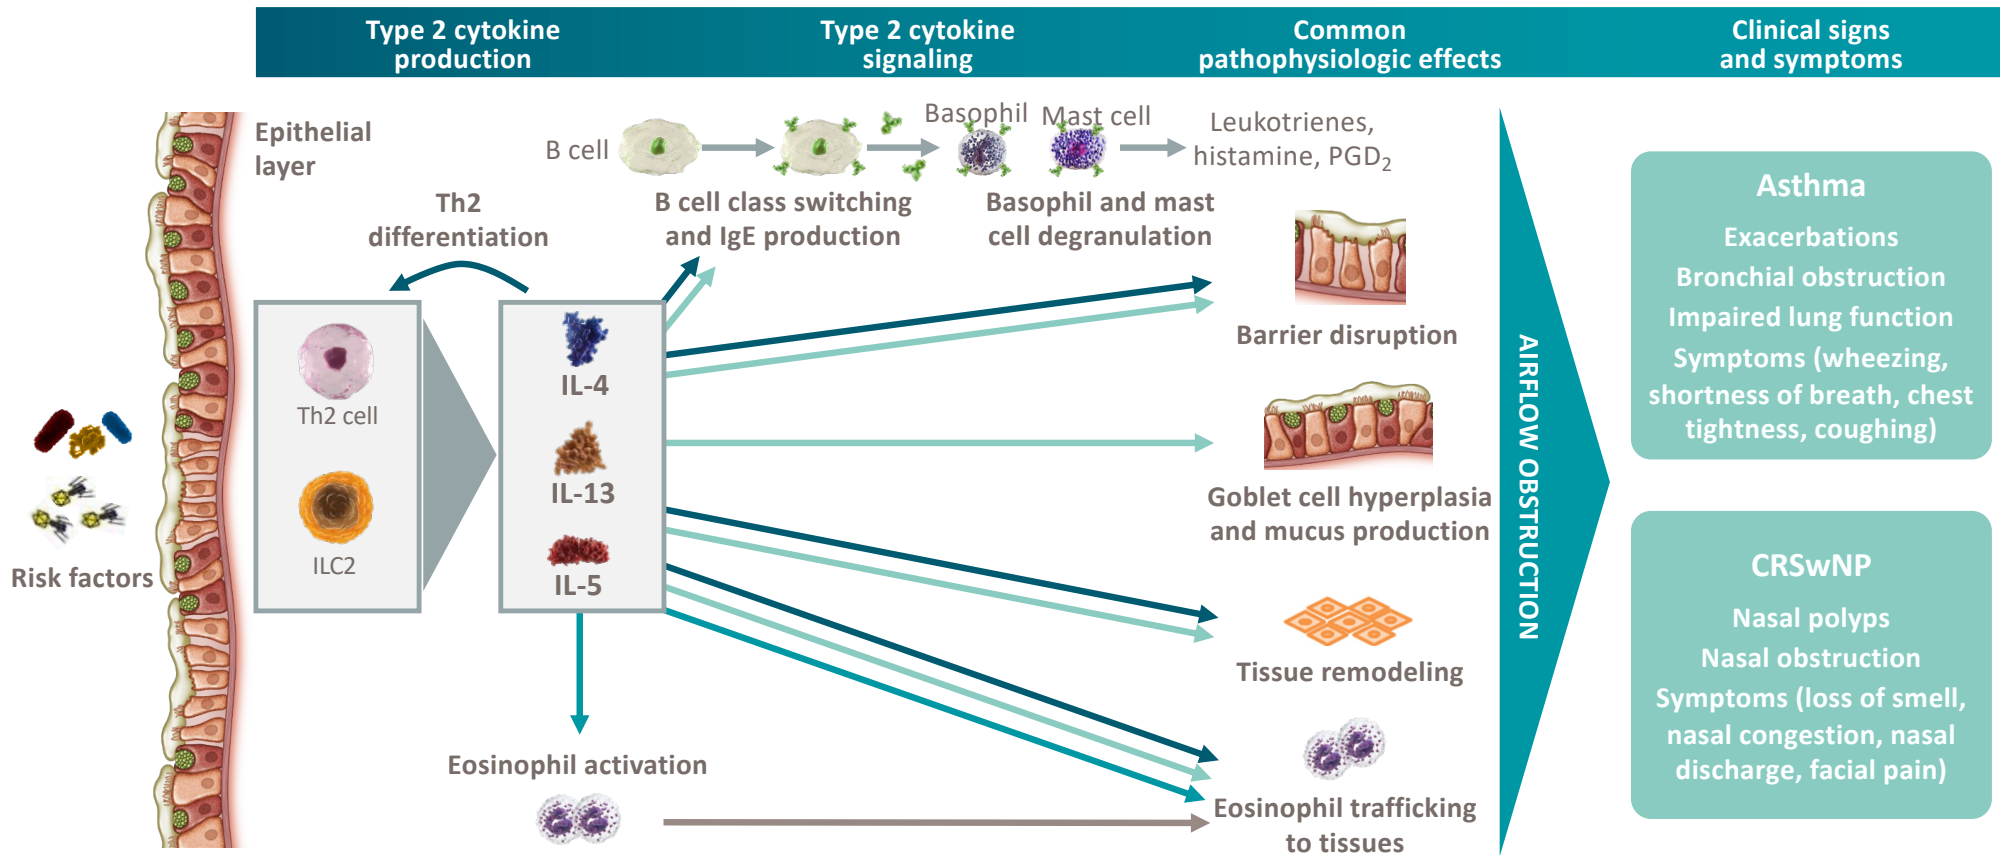 Type 2 cytokine
production
Type 2 cytokine
signaling
Common
pathophysiologic effects
Clinical signs
and symptoms
Epithelial
layer
B cell
Basophil
Mast cell
Leukotrienes,
histamine, PGD₂
Th2
differentiation
B cell class switching
and IgE production
Basophil and mast
cell degranulation
Barrier disruption
Th2 cell
ILC2
IL-4
IL-13
IL-5
Risk factors
Goblet cell hyperplasia
and mucus production
Tissue remodeling
Eosinophil activation
Eosinophil trafficking
to tissues
AIRFLOW OBSTRUCTION
Asthma
Exacerbations
Bronchial obstruction
Impaired lung function
Symptoms (wheezing,
shortness of breath, chest
tightness, coughing)
CRSwNP
Nasal polyps
Nasal obstruction
Symptoms (loss of smell,
nasal congestion, nasal
discharge, facial pain)